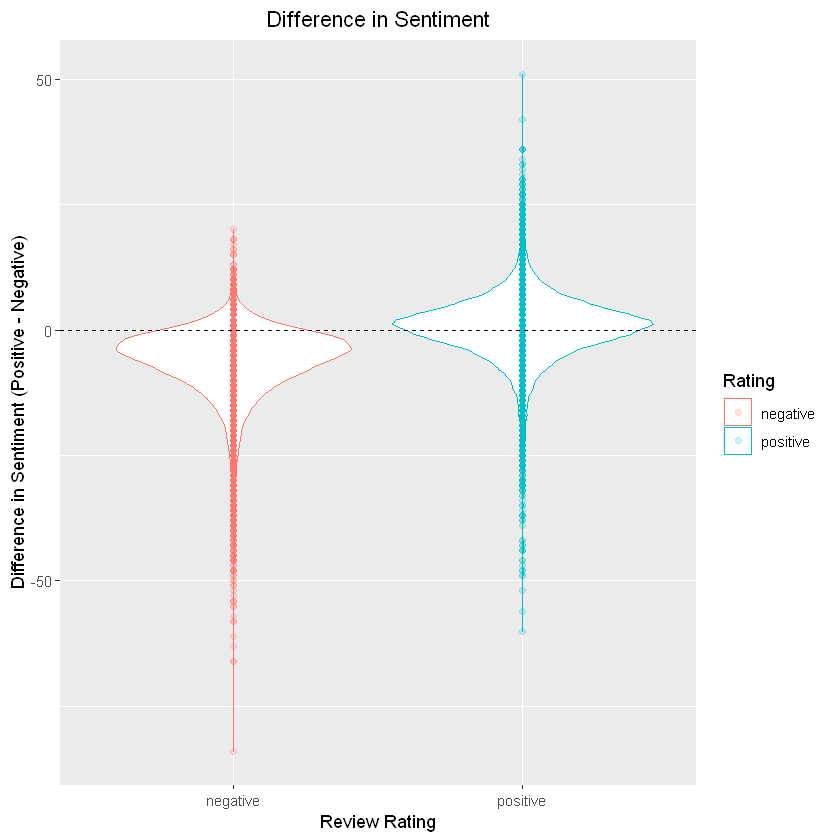 Difference in Sentiment
Difference in Sentiment (Positive - Negative)
50
0
-50
negative
positive
Review Rating
Rating
negative
positive